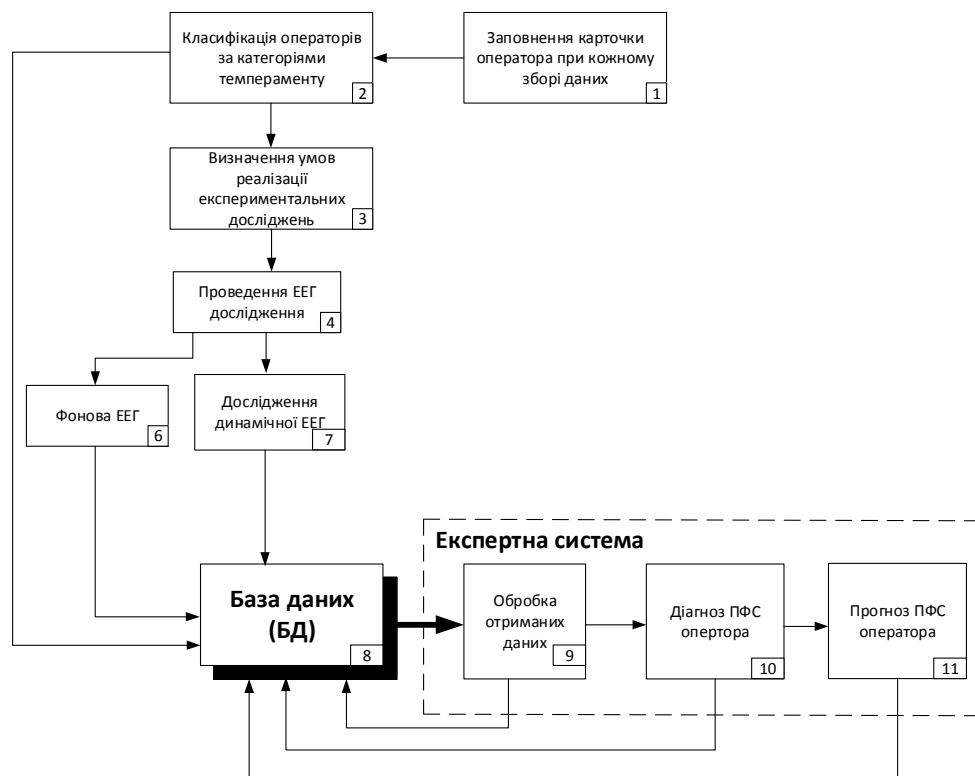 Класифікація операторів
за категоріями
темпераменту
2
Заповнення карточки
оператора при кожному
зборі даних
1
Визначення умов
реалізації
експериментальних
досліджень
3
Проведення ЕЕГ
дослідження
4
Фонова ЕЕГ
6
Дослідження
динамічної ЕЕГ
7
Експертна система
База даних
(БД)
8
Обробка
отриманих
даних
9
Діагноз ПФС
опертора
10
Прогноз ПФС
оператора
11